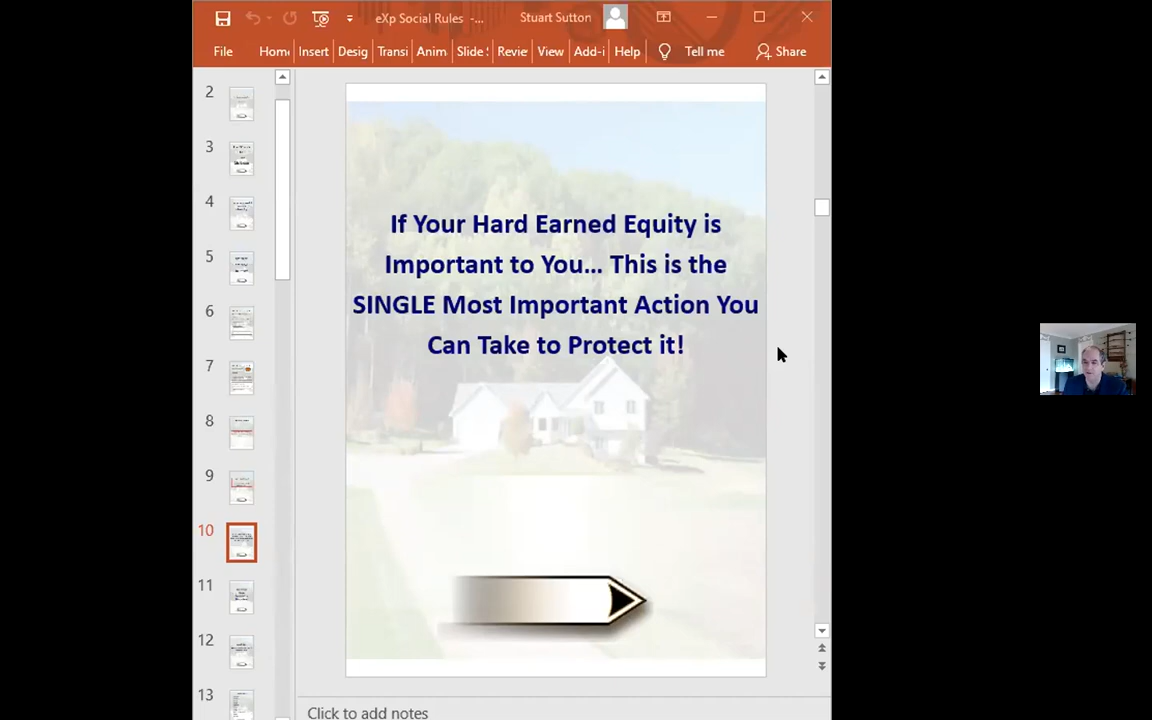 eXp Social Rules -...
Stuart Sutton
File
Home
Insert
Desig
Transi
Anim
Slide
Revie
View
Add-i
Help
Tell me
Share
2
3
4
5
6
7
8
9
10
11
12
13
If Your Hard Earned Equity is
Important to You... This is the
SINGLE Most Important Action You
Can Take to Protect it!
Click to add notes